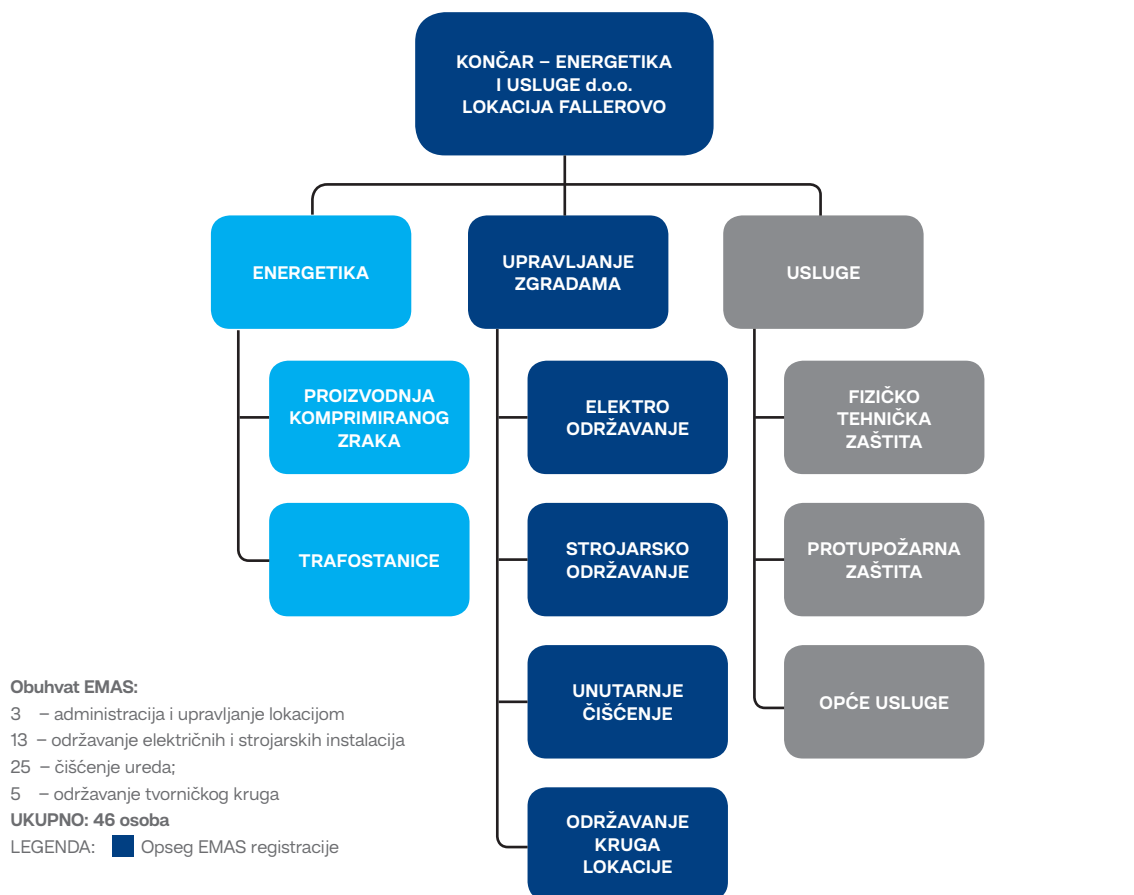 KONČAR – ENERGETIKA
I USLUGE d.o.o.
LOKACIJA FALLEROVO
ENERGETIKA
UPRAVLJANJE
ZGRADAMA
USLUGE
PROIZVODNJA
KOMPRIMIRANOG
ZRAKA
ELEKTRO
ODRŽAVANJE
FIZIČKO
TEHNIČKA
ZAŠTITA
TRAFOSTANICE
STROJARSKO
ODRŽAVANJE
PROTUPOŽARNA
ZAŠTITA
UNUTARNJE
ČIŠĆENJE
OPĆE USLUGE
ODRŽAVANJE
KRUGA
LOKACIJE
Obuhvat EMAS:
3 – administracija i upravljanje lokacijom
13 – održavanje električnih i strojarskih instalacija
25 – čišćenje ureda;
5 – održavanje tvorničkog kruga
UKUPNO: 46 osoba
LEGENDA: Opseg EMAS registracije